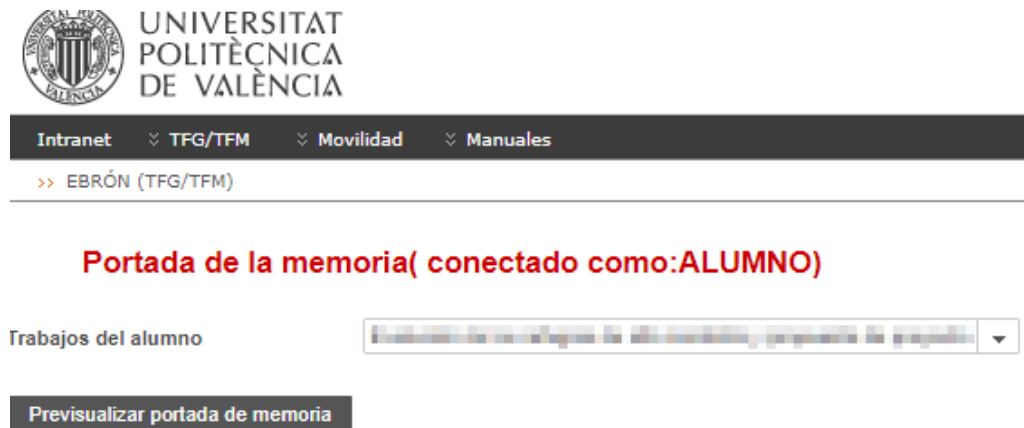 UNIVERSITAT
POLITÈCNICA
DE VALÈNCIA
Intranet TFG/TFM Movilidad Manuales
>> EBRÓN (TFG/TFM)
Portada de la memoria( conectado como:ALUMNO)
Trabajos del alumno
Previsualizar portada de memoria